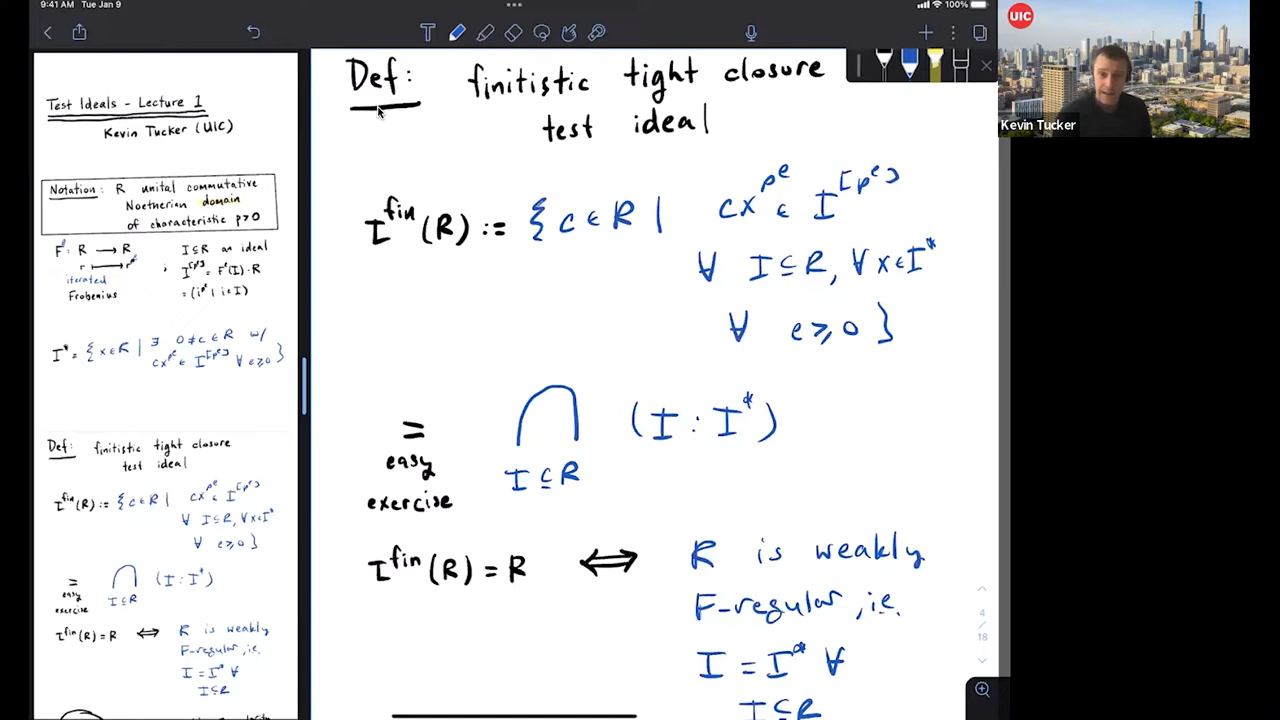 9:41 AM Tue Jan 9
100%
Test Ideals - Lecture 1
Kevin Tucker (UIC)
Notation: R unital commutative
Noetherian domain
of characteristic p>0
F^e: R → R
r ↦ r^{p^e}
iterated
Frobenius
;
I ⊆ R an ideal
I^{[p^e]} = F^e(I)·R
= (i^{p^e} | i ∈ I)
I^* = { x ∈ R | ∃ 0 ≠ c ∈ R w/
cx^{p^e} ∈ I^{[p^e]} ∀ e ≥ 0 }
Def: finitistic tight closure
test ideal
I^{fin}(R) := { c ∈ R | cx^{p^e} ∈ I^{[p^e]}
∀ I ⊆ R, ∀ x ∈ I^*
∀ e ≥ 0 }
= ⋂ (I : I^*)
easy I ⊆ R
exercise
I^{fin}(R) = R ⟺ R is weakly
F-regular, i.e.
I = I^* ∀
I ⊆ R
Def: finitistic tight closure
test ideal
I^{fin}(R) := { c ∈ R | cx^{p^e} ∈ I^{[p^e]}
∀ I ⊆ R, ∀ x ∈ I^*
∀ e ≥ 0 }
= ⋂ (I : I^*)
easy I ⊆ R
exercise
I^{fin}(R) = R ⟺ R is weakly
F-regular, i.e.
I = I^* ∀
I ⊆ R
4
/
18
UIC
Kevin Tucker